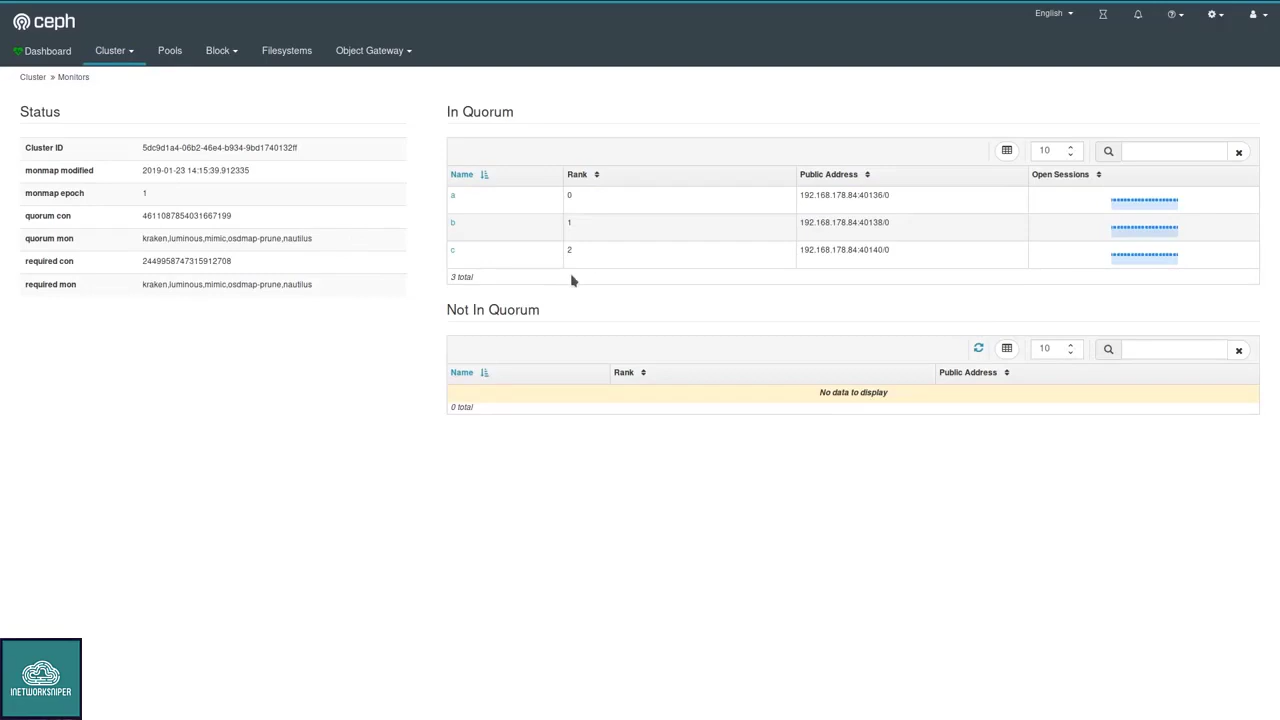 ceph
English
Dashboard
Cluster
Pools
Block
Filesystems
Object Gateway
Cluster » Monitors
Status
Cluster ID 5dc9d1a4-06b2-46e4-b934-9bd1740132ff
monmap modified 2019-01-23 14:15:39.912335
monmap epoch 1
quorum con 4611087854031667199
quorum mon kraken,luminous,mimic,osdmap-prune,nautilus
required con 2449958747315912708
required mon kraken,luminous,mimic,osdmap-prune,nautilus
In Quorum
10
Name Rank Public Address Open Sessions
a 0 192.168.178.84:40136/0
b 1 192.168.178.84:40138/0
c 2 192.168.178.84:40140/0
3 total
Not In Quorum
10
Name Rank Public Address
No data to display
0 total
INETWORKSNIPER